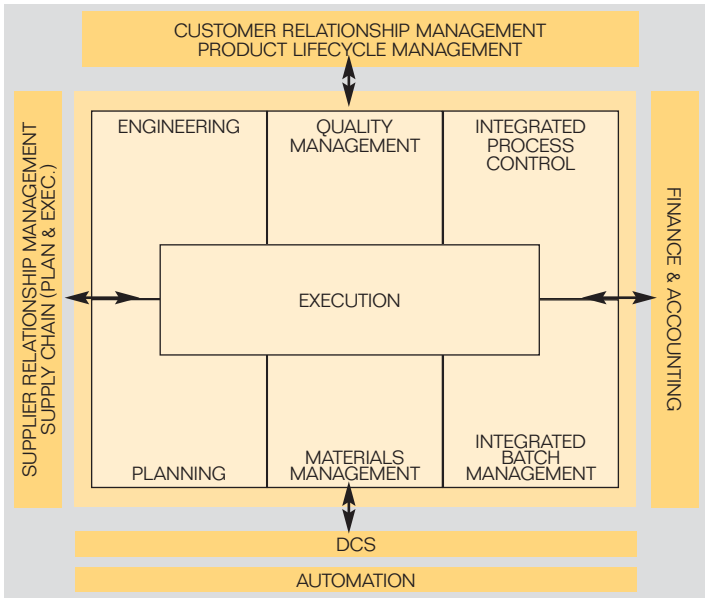 CUSTOMER RELATIONSHIP MANAGEMENT
PRODUCT LIFECYCLE MANAGEMENT
SUPPLIER RELATIONSHIP MANAGEMENT
SUPPLY CHAIN (PLAN & EXEC.)
ENGINEERING
QUALITY
MANAGEMENT
INTEGRATED
PROCESS
CONTROL
EXECUTION
PLANNING
MATERIALS
MANAGEMENT
INTEGRATED
BATCH
MANAGEMENT
FINANCE & ACCOUNTING
DCS
AUTOMATION